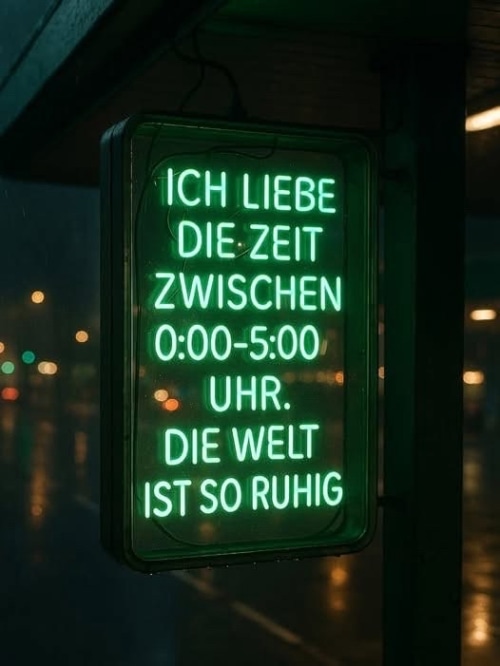 ICH LIEBE
DIE ZEIT
ZWISCHEN
0:00-5:00
UHR.
DIE WELT
IST SO RUHIG